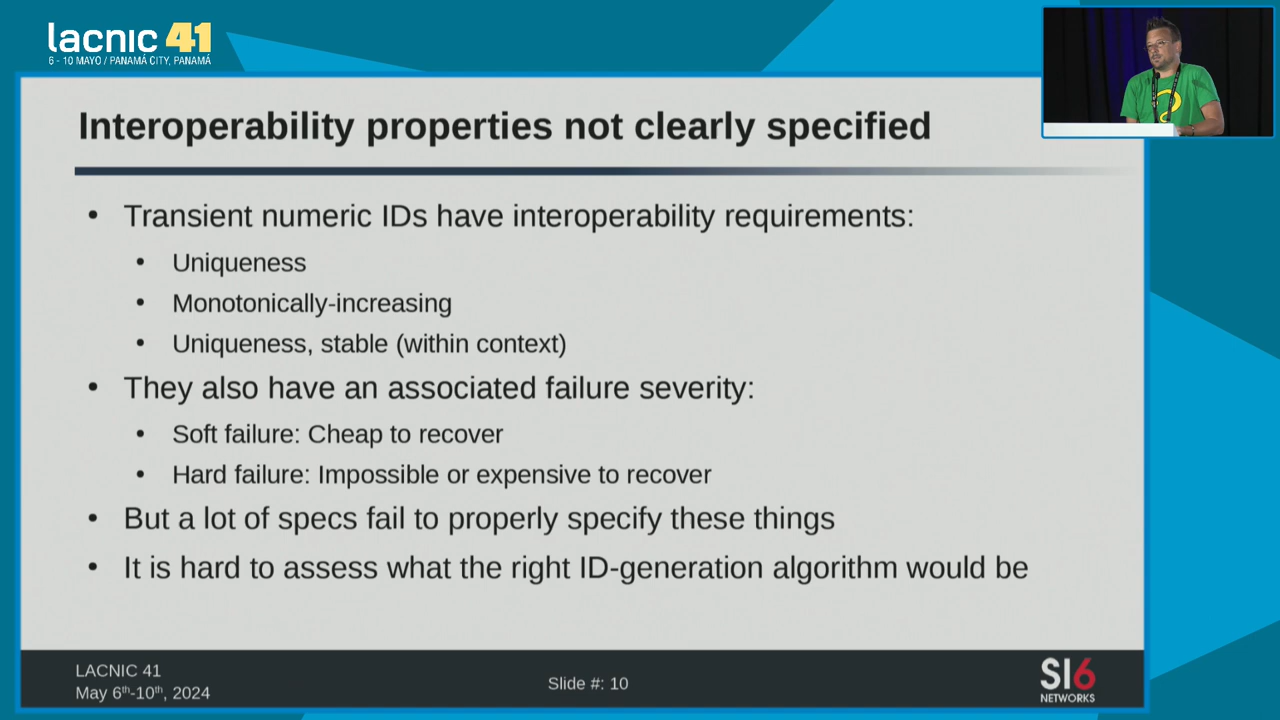 lacnic 41
6 - 10 MAYO / PANAMÁ CITY, PANAMÁ
Interoperability properties not clearly specified
• Transient numeric IDs have interoperability requirements:
• Uniqueness
• Monotonically-increasing
• Uniqueness, stable (within context)
• They also have an associated failure severity:
• Soft failure: Cheap to recover
• Hard failure: Impossible or expensive to recover
• But a lot of specs fail to properly specify these things
• It is hard to assess what the right ID-generation algorithm would be
LACNIC 41
May 6th-10th, 2024
Slide #: 10
SI6
NETWORKS